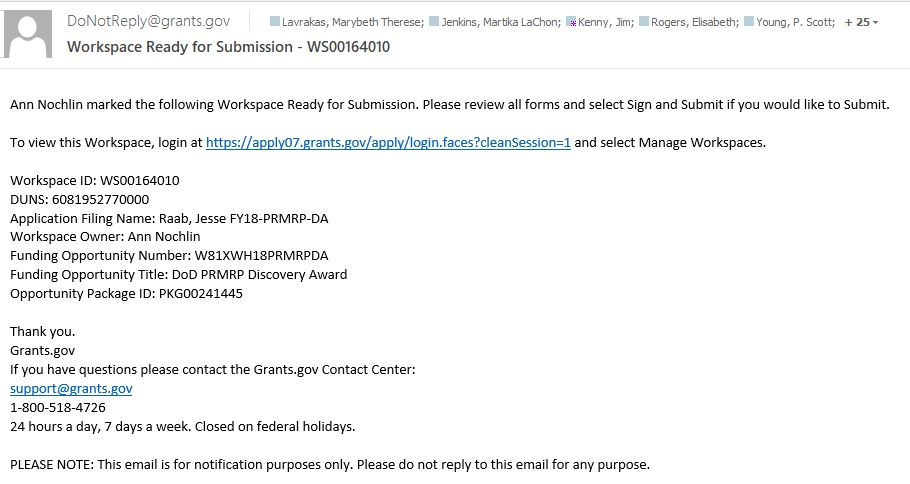 DoNotReply@grants.gov Lavrakas, Marybeth Therese; Jenkins, Martika LaChon; Kenny, Jim; Rogers, Elisabeth; Young, P. Scott; + 25
Workspace Ready for Submission - WS00164010
Ann Nochlin marked the following Workspace Ready for Submission. Please review all forms and select Sign and Submit if you would like to Submit.
To view this Workspace, login at https://apply07.grants.gov/apply/login.faces?cleanSession=1 and select Manage Workspaces.
Workspace ID: WS00164010
DUNS: 6081952770000
Application Filing Name: Raab, Jesse FY18-PRMRP-DA
Workspace Owner: Ann Nochlin
Funding Opportunity Number: W81XWH18PRMRPDA
Funding Opportunity Title: DoD PRMRP Discovery Award
Opportunity Package ID: PKG00241445
Thank you.
Grants.gov
If you have questions please contact the Grants.gov Contact Center:
support@grants.gov
1-800-518-4726
24 hours a day, 7 days a week. Closed on federal holidays.
PLEASE NOTE: This email is for notification purposes only. Please do not reply to this email for any purpose.